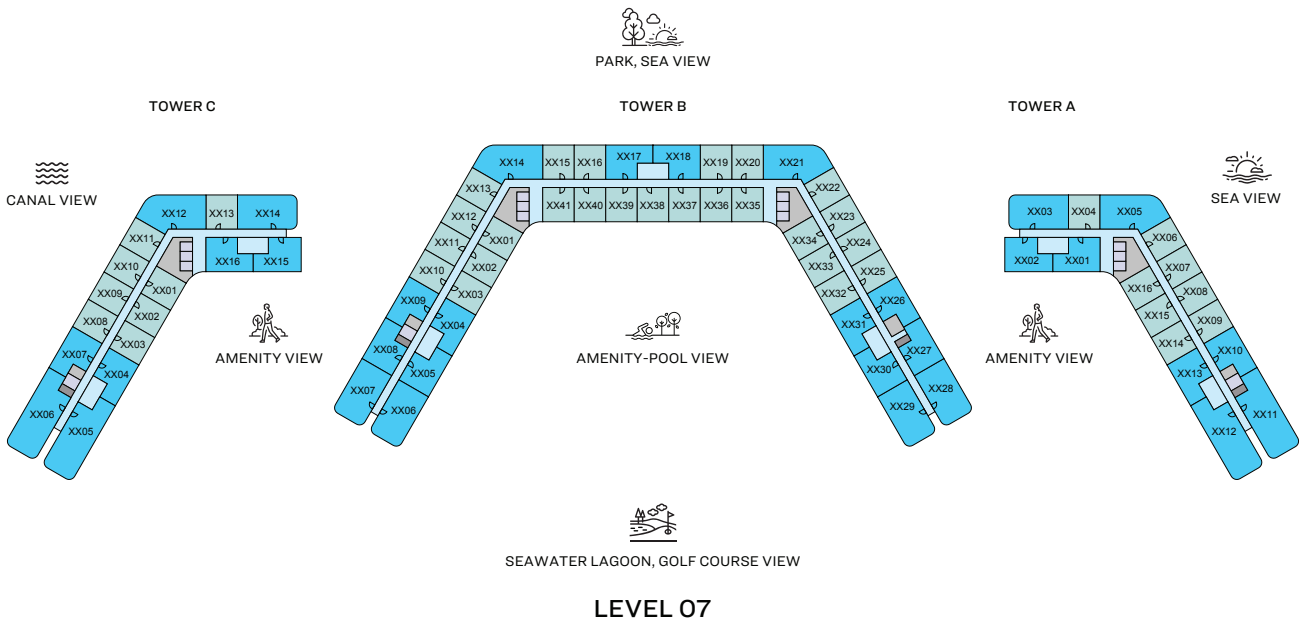 PARK, SEA VIEW
TOWER C
TOWER B
TOWER A
CANAL VIEW
SEA VIEW
XX12
XX13
XX14
XX11
XX10
XX09
XX08
XX07
XX06
XX16
XX15
XX01
XX02
XX03
XX04
XX05
AMENITY VIEW
XX14
XX15
XX16
XX17
XX18
XX19
XX20
XX21
XX13
XX12
XX11
XX10
XX09
XX08
XX07
XX41
XX40
XX39
XX38
XX37
XX36
XX35
XX01
XX02
XX03
XX04
XX05
XX06
XX22
XX23
XX24
XX25
XX26
XX27
XX28
XX34
XX33
XX32
XX31
XX30
XX29
AMENITY-POOL VIEW
XX03
XX04
XX05
XX02
XX01
XX06
XX07
XX08
XX09
XX10
XX11
XX16
XX15
XX14
XX13
XX12
AMENITY VIEW
SEAWATER LAGOON, GOLF COURSE VIEW
LEVEL 07